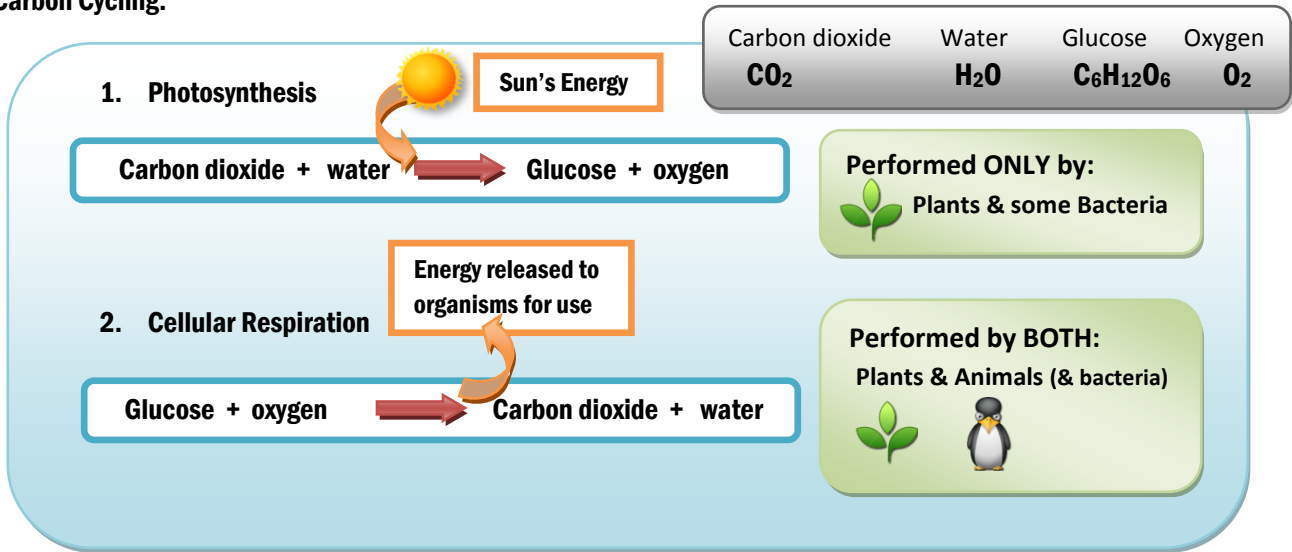 Carbon Cycling:
Carbon dioxide Water Glucose Oxygen
CO₂ H₂O C₆H₁₂O₆ O₂
1. Photosynthesis
Sun's Energy
Carbon dioxide + water Glucose + oxygen
Performed ONLY by:
Plants & some Bacteria
Energy released to
organisms for use
2. Cellular Respiration
Glucose + oxygen Carbon dioxide + water
Performed by BOTH:
Plants & Animals (& bacteria)